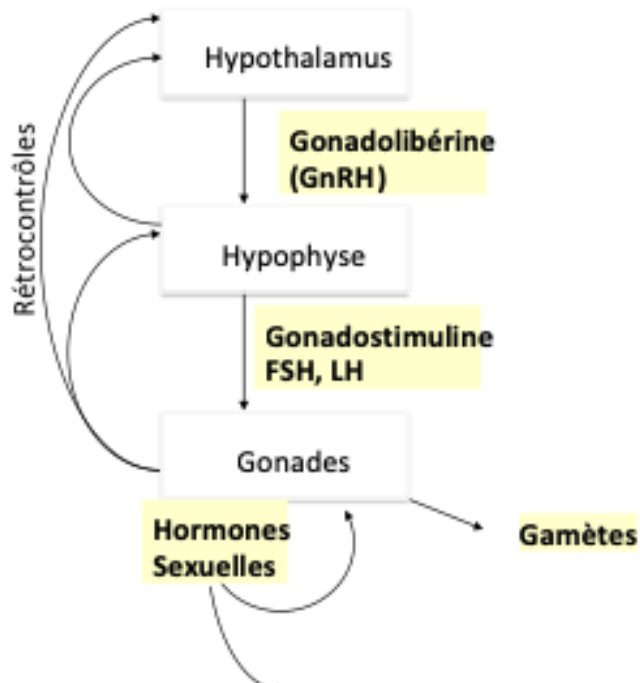 Hypothalamus
Gonadolibérine
(GnRH)
Rétrocontrôles
Hypophyse
Gonadostimuline
FSH, LH
Gonades
Hormones
Sexuelles
Gamètes